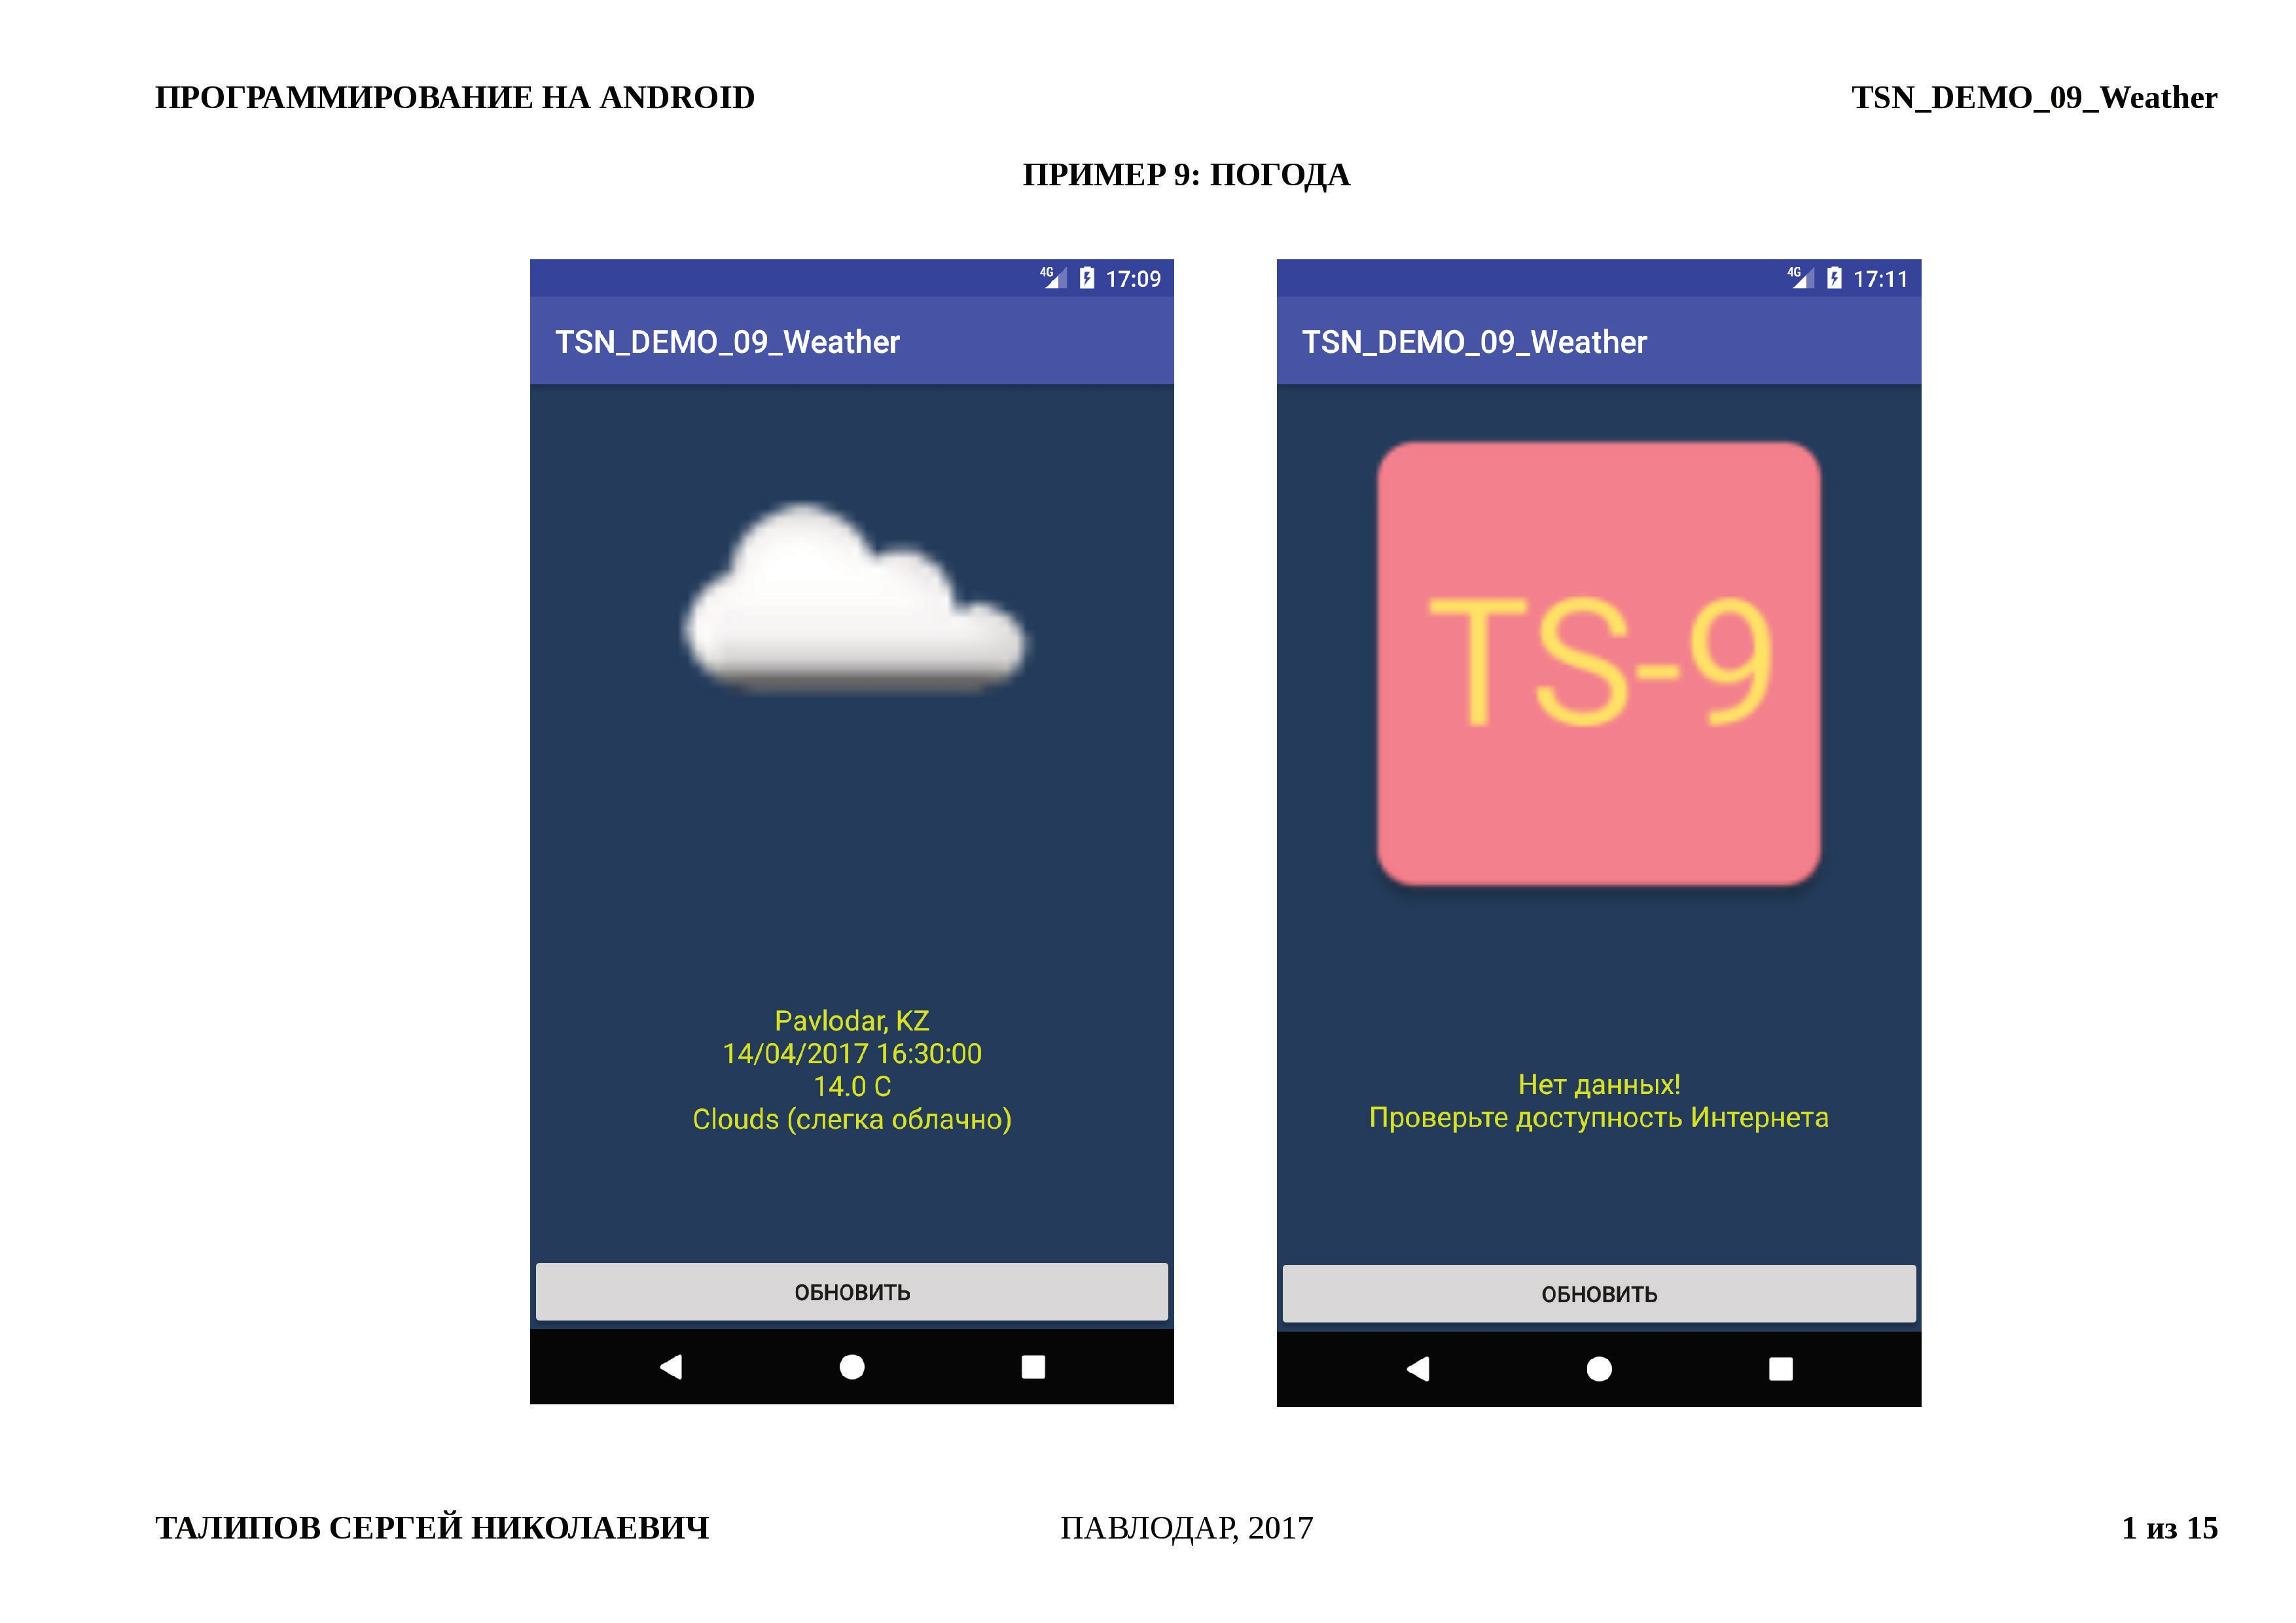 ПРОГРАММИРОВАНИЕ НА ANDROID
TSN_DEMO_09_Weather
ПРИМЕР 9: ПОГОДА
4G 17:09
TSN_DEMO_09_Weather
Pavlodar, KZ
14/04/2017 16:30:00
14.0 C
Clouds (слегка облачно)
ОБНОВИТЬ
4G 17:11
TSN_DEMO_09_Weather
TS-9
Нет данных!
Проверьте доступность Интернета
ОБНОВИТЬ
ТАЛИПОВ СЕРГЕЙ НИКОЛАЕВИЧ
ПАВЛОДАР, 2017
1 из 15